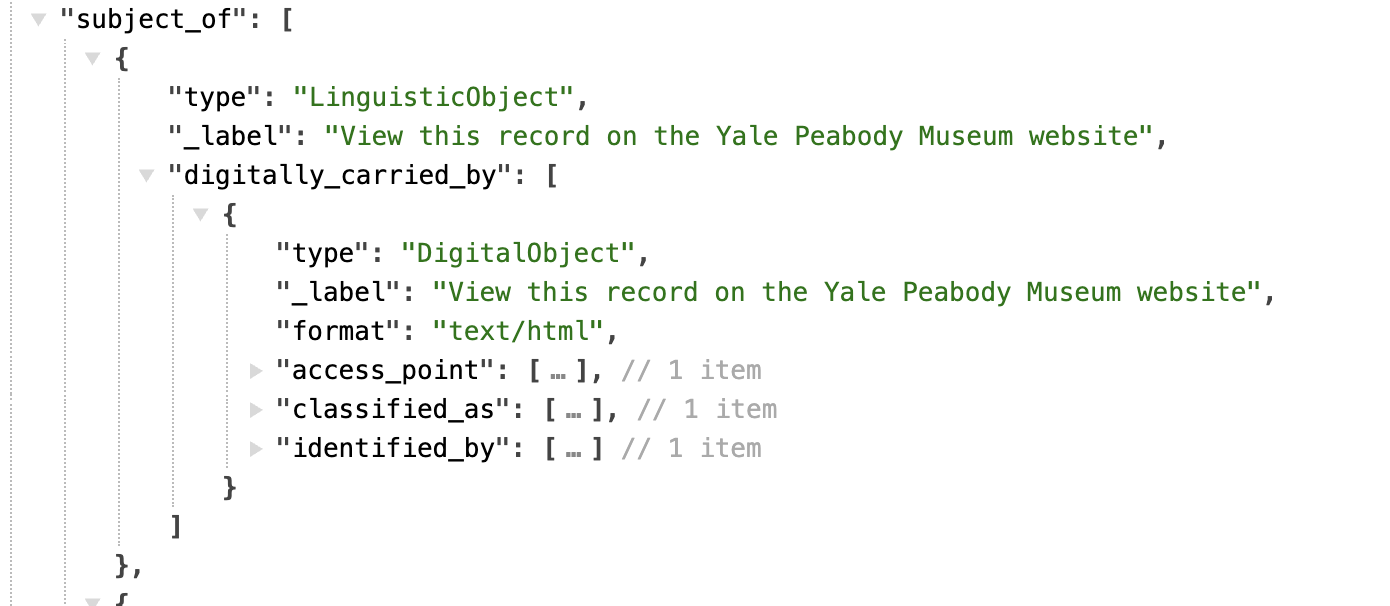 "subject_of": [
{
"type": "LinguisticObject",
"_label": "View this record on the Yale Peabody Museum website",
"digitally_carried_by": [
{
"type": "DigitalObject",
"_label": "View this record on the Yale Peabody Museum website",
"format": "text/html",
"access_point": [ … ], // 1 item
"classified_as": [ … ], // 1 item
"identified_by": [ … ] // 1 item
}
]
},
{